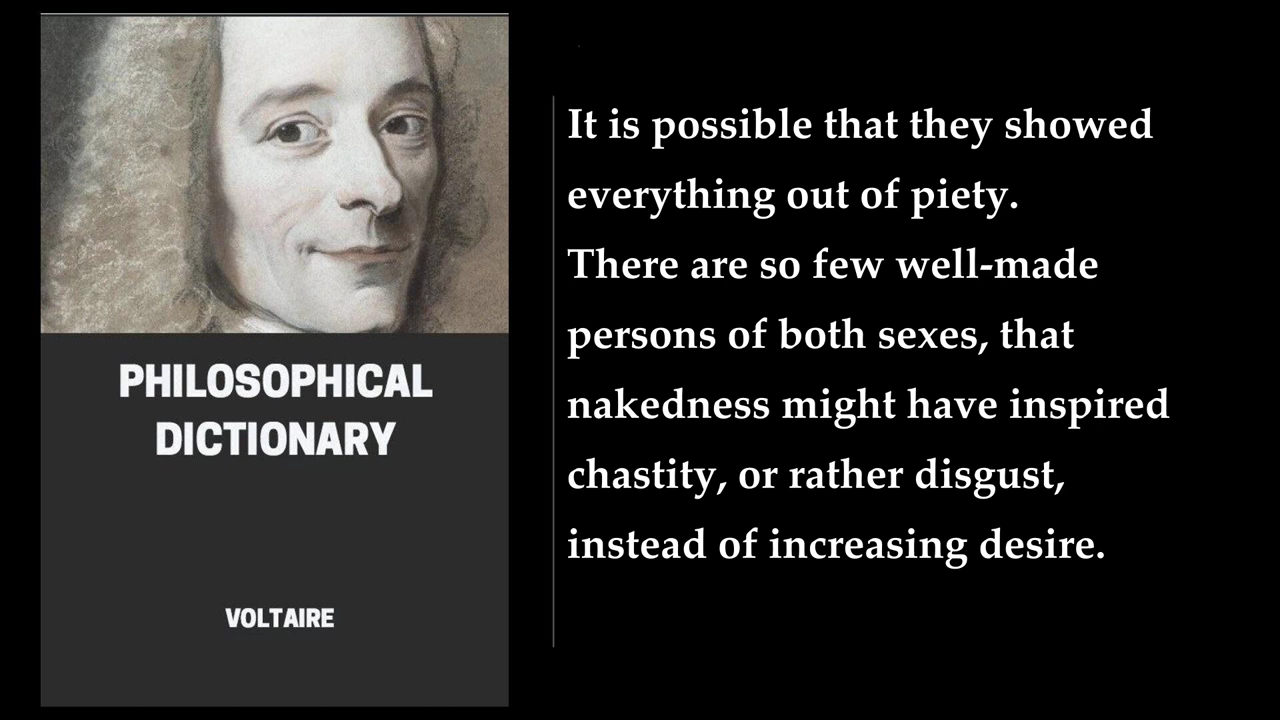 PHILOSOPHICAL
DICTIONARY
VOLTAIRE
It is possible that they showed
everything out of piety.
There are so few well-made
persons of both sexes, that
nakedness might have inspired
chastity, or rather disgust,
instead of increasing desire.